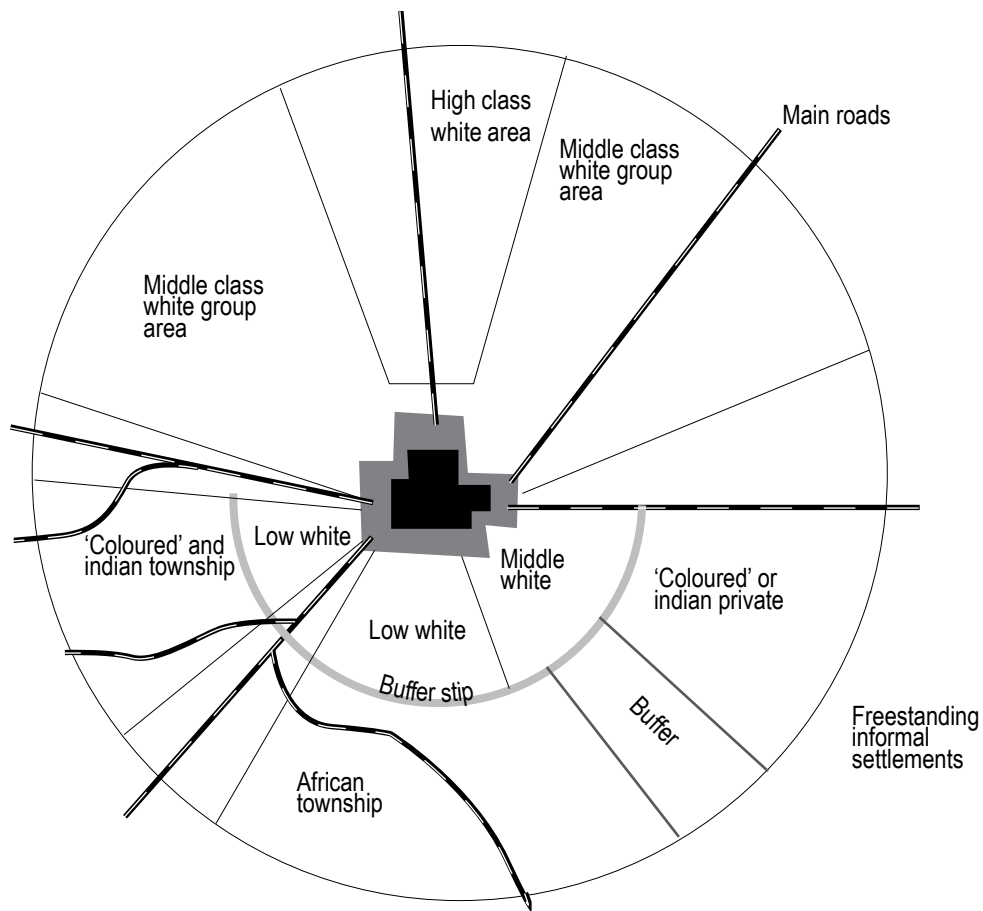 High class
white area
Main roads
Middle class
white group
area
Middle class
white group
area
Low white
'Coloured' and
indian township
Middle
white
'Coloured' or
indian private
Low white
Buffer stip
Buffer
Freestanding
informal
settlements
African
township